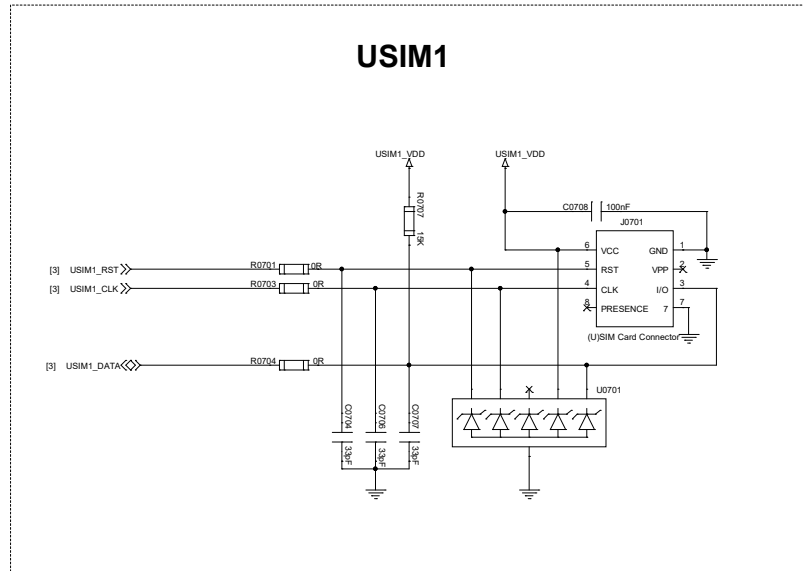 USIM1
USIM1_VDD
USIM1_VDD
R0707
15K
C0708 100nF
J0701
6 VCC GND 1
[3] USIM1_RST R0701 0R 5 RST VPP 2
[3] USIM1_CLK R0703 0R 4 CLK I/O 3
8 PRESENCE 7 7
(U)SIM Card Connector
[3] USIM1_DATA R0704 0R
U0701
C0704 C0706 C0707
33pF 33pF 33pF